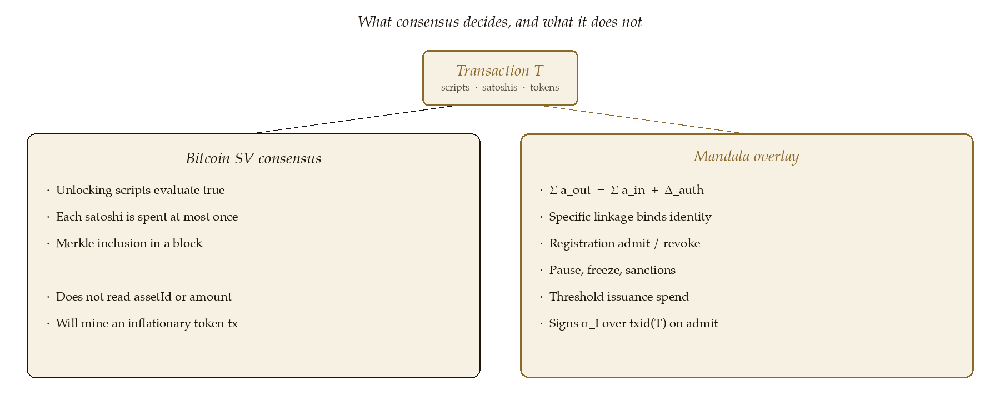 What consensus decides, and what it does not
Transaction T
scripts · satoshis · tokens
Bitcoin SV consensus
· Unlocking scripts evaluate true
· Each satoshi is spent at most once
· Merkle inclusion in a block
· Does not read assetId or amount
· Will mine an inflationary token tx
Mandala overlay
· Σ a_out = Σ a_in + Δ_auth
· Specific linkage binds identity
· Registration admit / revoke
· Pause, freeze, sanctions
· Threshold issuance spend
· Signs σ_I over txid(T) on admit